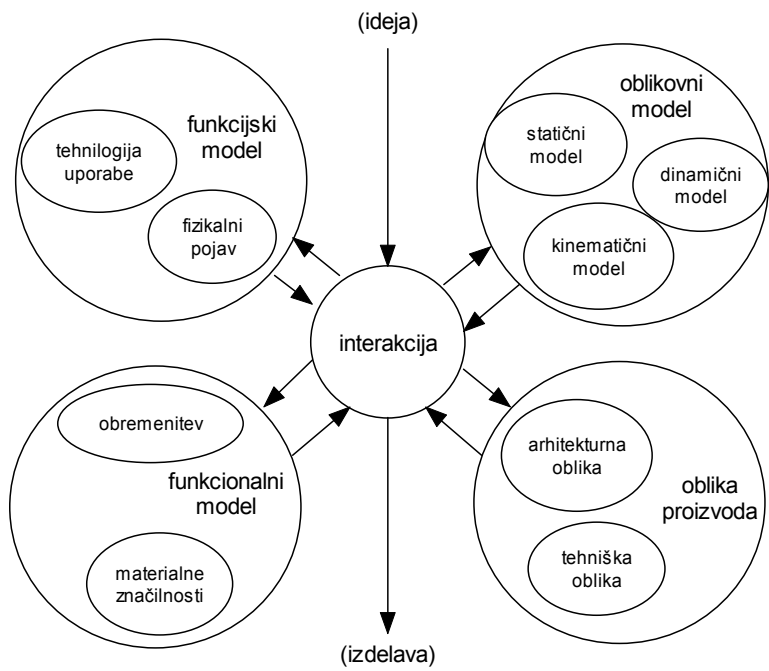 (ideja)
funkcijski
model
tehnilogija
uporabe
fizikalni
pojav
oblikovni
model
statični
model
dinamični
model
kinematični
model
interakcija
obremenitev
funkcionalni
model
materialne
značilnosti
arhitekturna
oblika
oblika
proizvoda
tehniška
oblika
(izdelava)